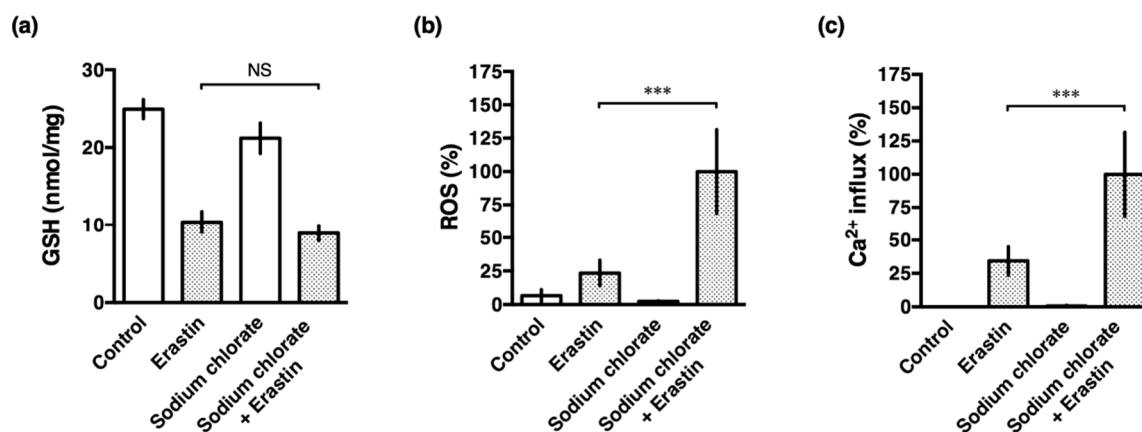 (a)
GSH (nmol/mg)
30
20
10
0
NS
Control
Erastin
Sodium chlorate
Sodium chlorate
+ Erastin
(b)
ROS (%)
175
150
125
100
75
50
25
0
***
Control
Erastin
Sodium chlorate
Sodium chlorate
+ Erastin
(c)
Ca²⁺ influx (%)
175
150
125
100
75
50
25
0
***
Control
Erastin
Sodium chlorate
Sodium chlorate
+ Erastin